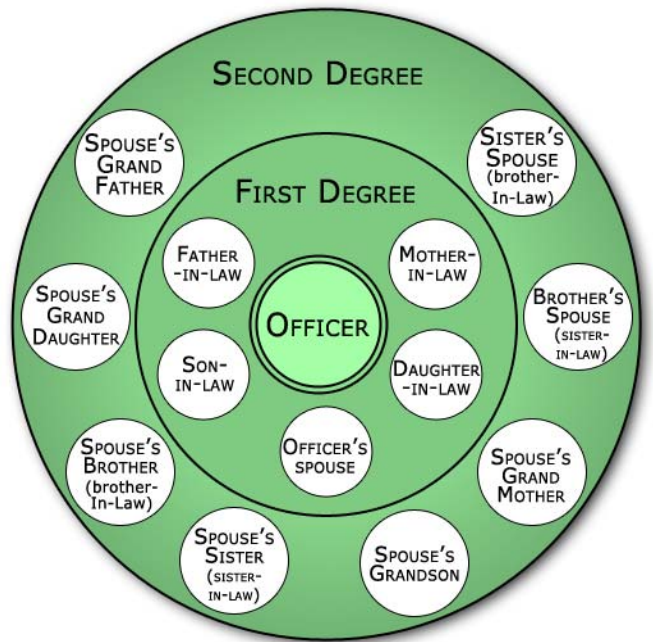 SECOND DEGREE
SPOUSE'S
GRAND
FATHER
SISTER'S
SPOUSE
(brother-
In-Law)
FIRST DEGREE
FATHER
-IN-LAW
MOTHER-
IN-LAW
SPOUSE'S
GRAND
DAUGHTER
OFFICER
BROTHER'S
SPOUSE
(SISTER-
IN-LAW)
SON-
IN-LAW
DAUGHTER
-IN-LAW
OFFICER'S
SPOUSE
SPOUSE'S
BROTHER
(brother-
In-Law)
SPOUSE'S
GRAND
MOTHER
SPOUSE'S
SISTER
(SISTER-
IN-LAW)
SPOUSE'S
GRANDSON